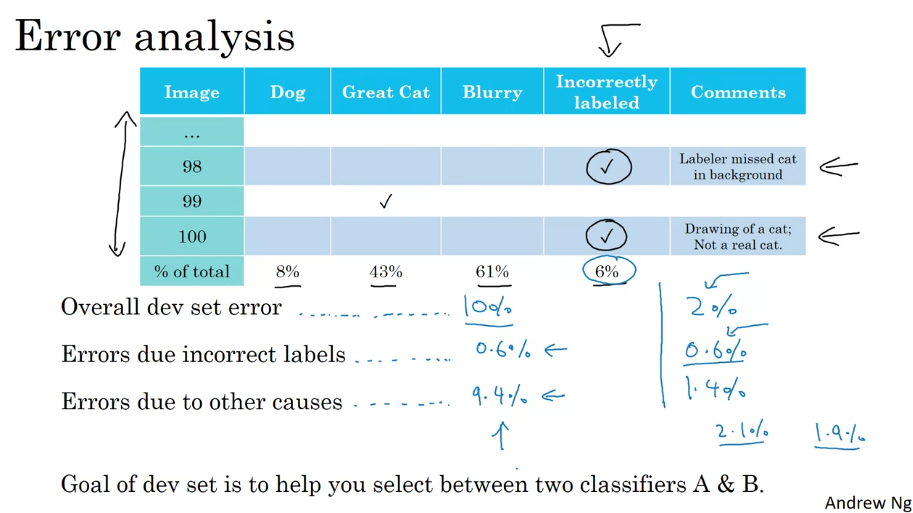 Error analysis
Image Dog Great Cat Blurry Incorrectly labeled Comments
...
98 ✓ Labeler missed cat in background
99 ✓
100 ✓ Drawing of a cat; Not a real cat.
% of total 8% 43% 61% 6%
Overall dev set error 10% 2%
Errors due incorrect labels 0.6% 0.6%
Errors due to other causes 9.4% 1.4%
2.1% 1.9%
Goal of dev set is to help you select between two classifiers A & B.
Andrew Ng